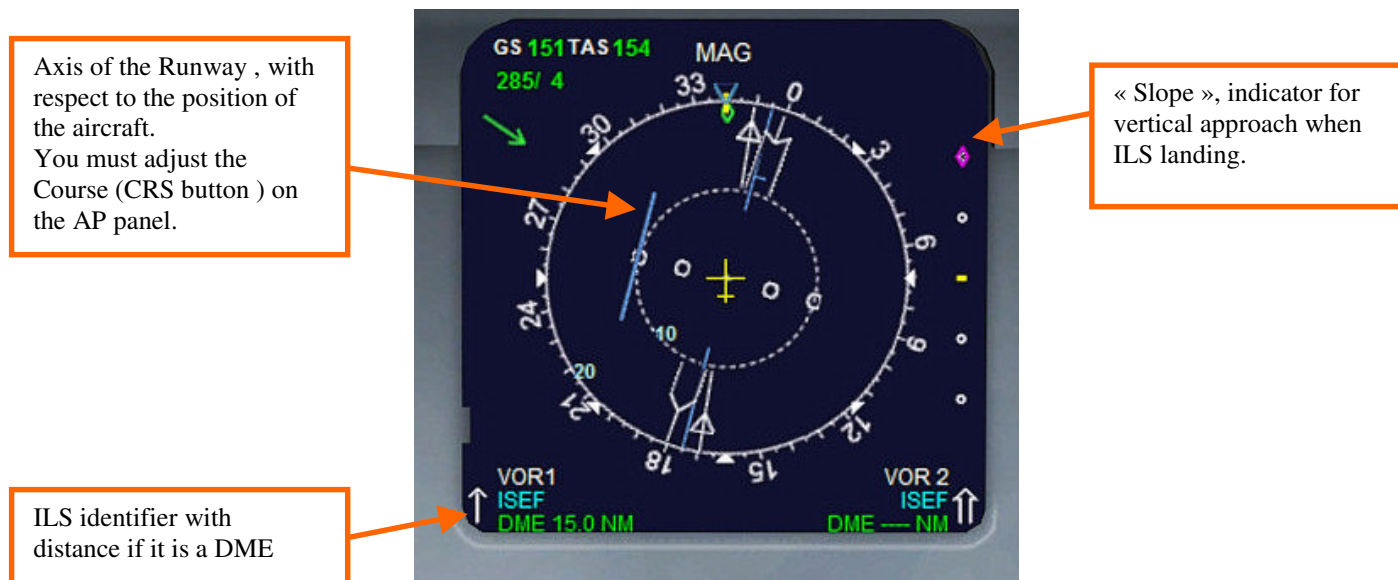 Axis of the Runway , with
respect to the position of
the aircraft.
You must adjust the
Course (CRS button ) on
the AP panel.
ILS identifier with
distance if it is a DME
GS 151 TAS 154
MAG
285/ 4
33
0
30
3
27
6
24
9
21
12
18
15
10
20
VOR1
ISEF
DME 15.0 NM
VOR 2
ISEF
DME ---- NM
« Slope », indicator for
vertical approach when
ILS landing.